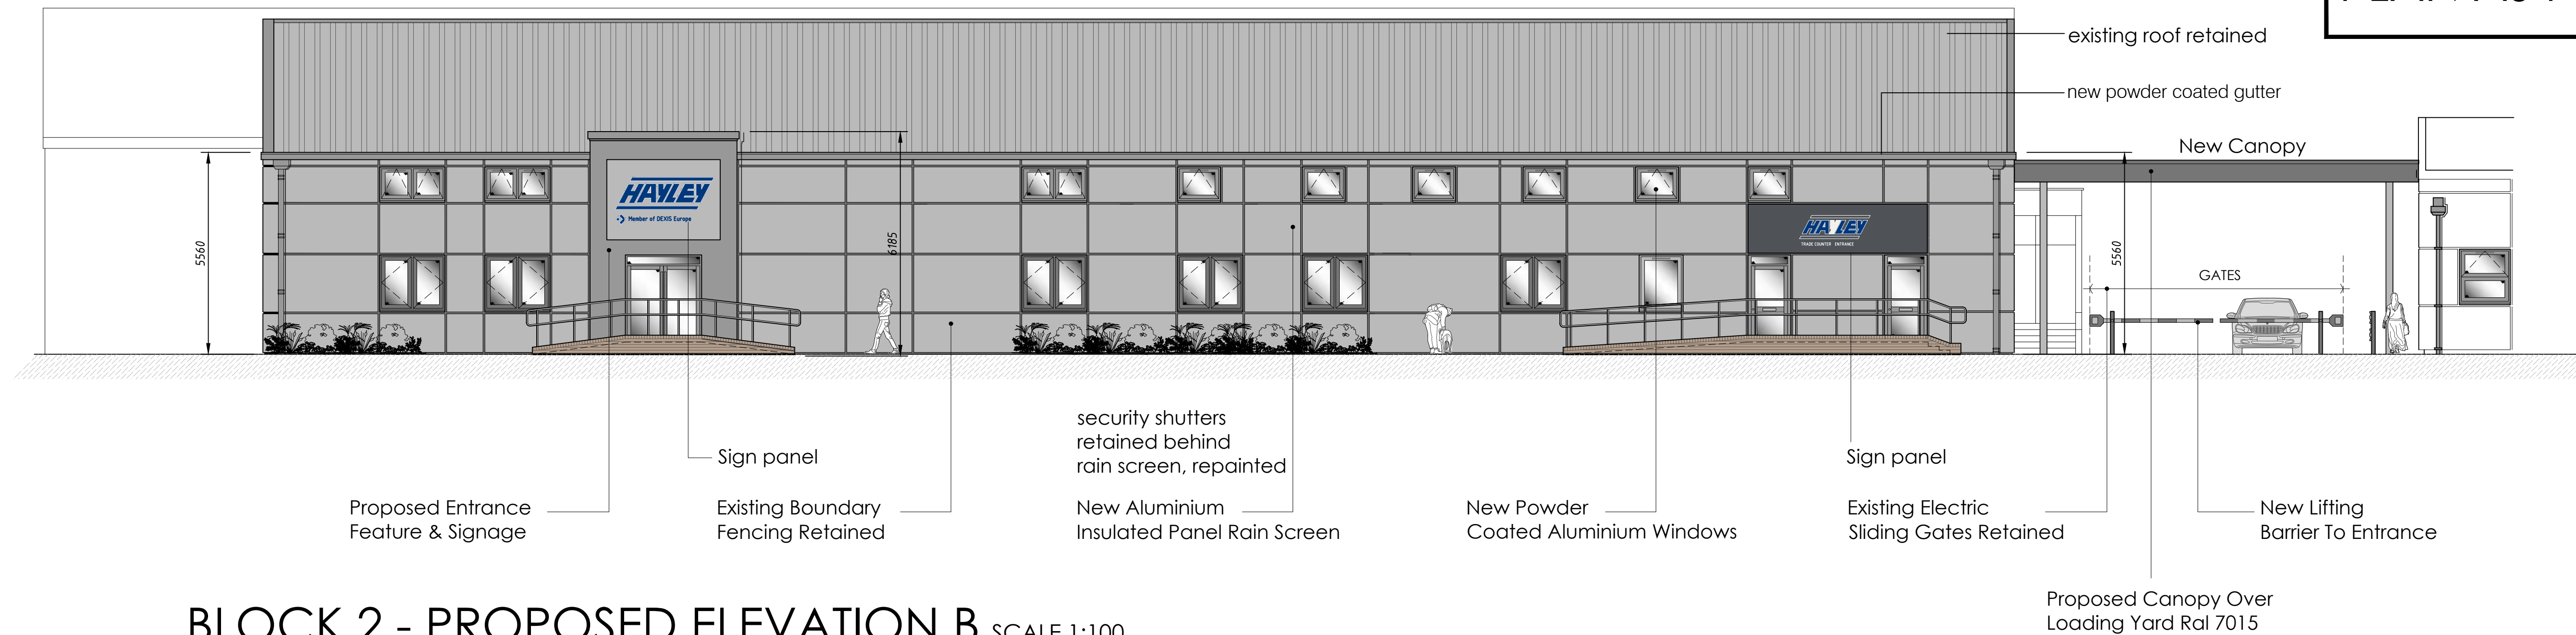 existing roof retained
new powder coated gutter
New Canopy
HAYLEY
Member of DEXIS Europe
HAYLEY
TRADE COUNTER ENTRANCE
5560
6185
5560
GATES
security shutters
retained behind
rain screen, repainted
Sign panel
Sign panel
Proposed Entrance
Feature & Signage
Existing Boundary
Fencing Retained
New Aluminium
Insulated Panel Rain Screen
New Powder
Coated Aluminium Windows
Existing Electric
Sliding Gates Retained
New Lifting
Barrier To Entrance
Proposed Canopy Over
Loading Yard Ral 7015
BLOCK 2 - PROPOSED ELEVATION B SCALE 1:100